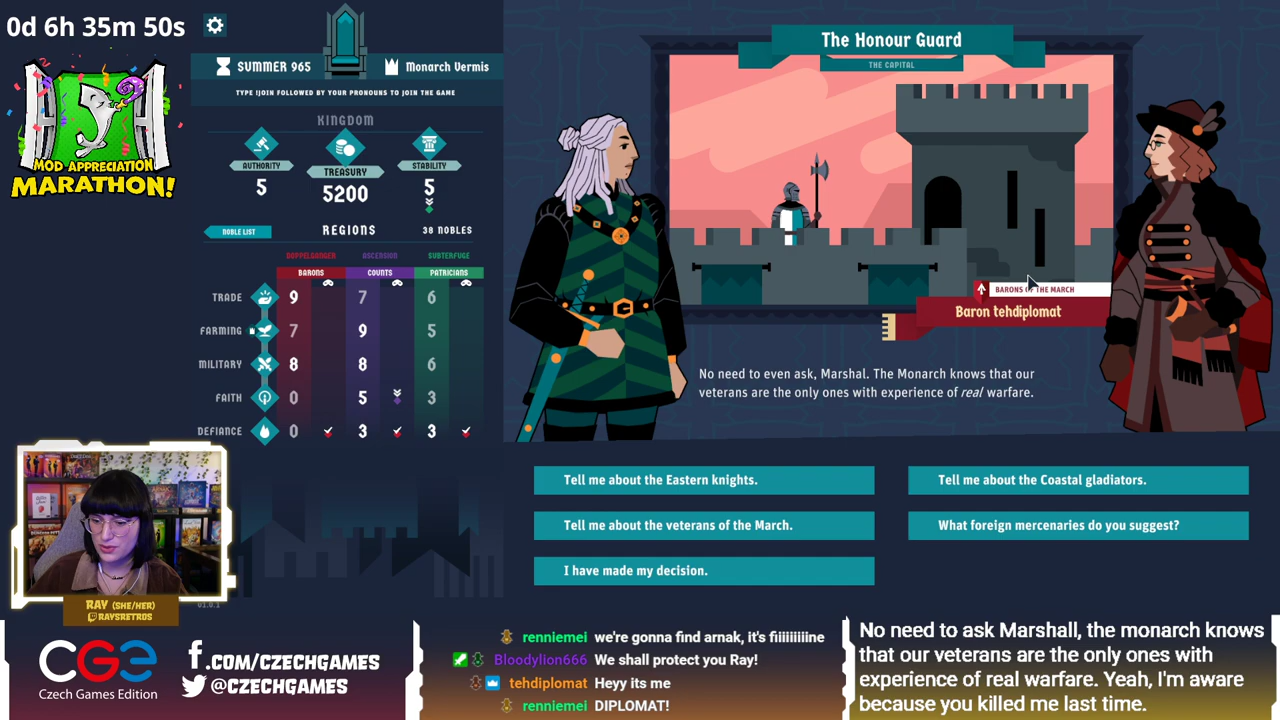 0d 6h 35m 50s
MOD APPRECIATION
MARATHON!
SUMMER 965
Monarch Vermis
TYPE !JOIN FOLLOWED BY YOUR PRONOUNS TO JOIN THE GAME
KINGDOM
AUTHORITY
TREASURY
STABILITY
5
5200
5
NOBLE LIST
REGIONS
38 NOBLES
DOPPELGANGER
ASCENSION
SUBTERFUGE
BARONS
COUNTS
PATRICIANS
TRADE 9 7 6
FARMING 7 9 5
MILITARY 8 8 6
FAITH 0 5 3
DEFIANCE 0 3 3
V1.0.1
The Honour Guard
THE CAPITAL
BARONS OF THE MARCH
Baron tehdiplomat
No need to even ask, Marshal. The Monarch knows that our
veterans are the only ones with experience of real warfare.
Tell me about the Eastern knights.
Tell me about the Coastal gladiators.
Tell me about the veterans of the March.
What foreign mercenaries do you suggest?
I have made my decision.
RAY (SHE/HER)
RAYSRETROS
CGE
Czech Games Edition
f.COM/CZECHGAMES
@CZECHGAMES
renniemei we're gonna find arnak, it's fiiiiiiiiine
Bloodylion666 We shall protect you Ray!
tehdiplomat Heyy its me
renniemei DIPLOMAT!
No need to ask Marshall, the monarch knows
that our veterans are the only ones with
experience of real warfare. Yeah, I'm aware
because you killed me last time.